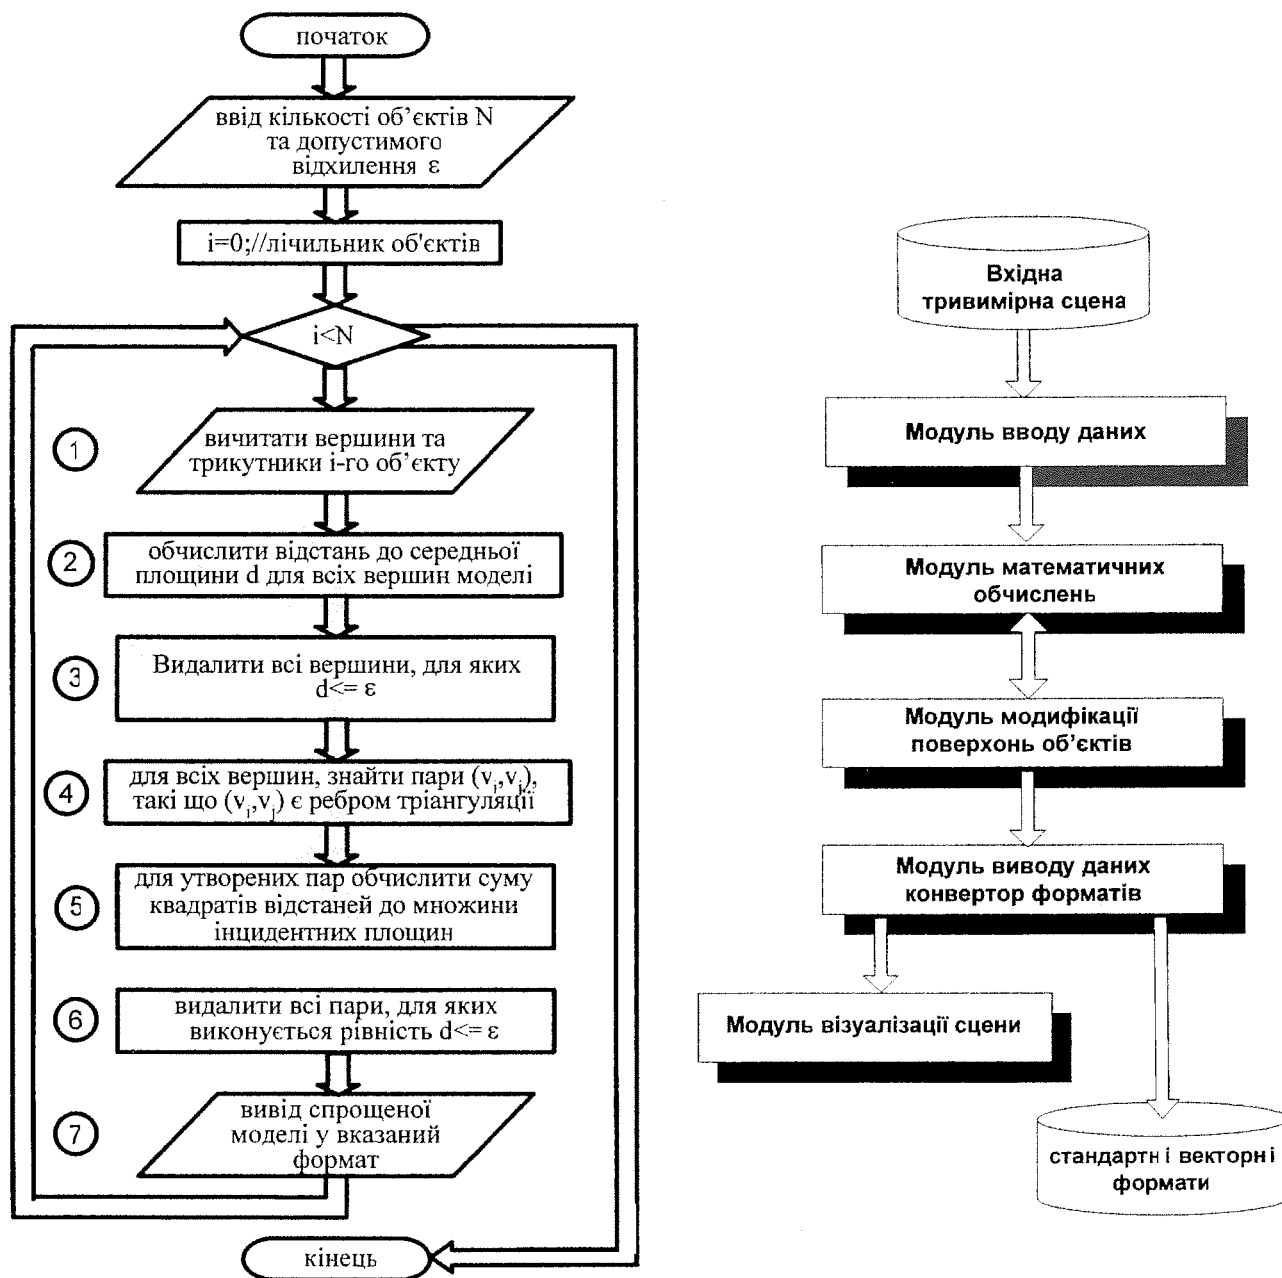 початок
ввід кількості об’єктів N
та допустимого
відхилення ε
i=0;//лічильник об'єктів
i<N
1
вичитати вершини та
трикутники і-го об’єкту
2
обчислити відстань до середньої
площини d для всіх вершин моделі
3
Видалити всі вершини, для яких
d<= ε
4
для всіх вершин, знайти пари (v_i,v_j),
такі що (v_i,v_j) є ребром тріангуляції
5
для утворених пар обчислити суму
квадратів відстаней до множини
інцидентних площин
6
видалити всі пари, для яких
виконується рівність d<= ε
7
вивід спрощеної
моделі у вказаний
формат
кінець
Вхідна
тривимірна сцена
Модуль вводу даних
Модуль математичних
обчислень
Модуль модифікації
поверхонь об’єктів
Модуль виводу даних
конвертор форматів
Модуль візуалізації сцени
стандартні векторні
формати